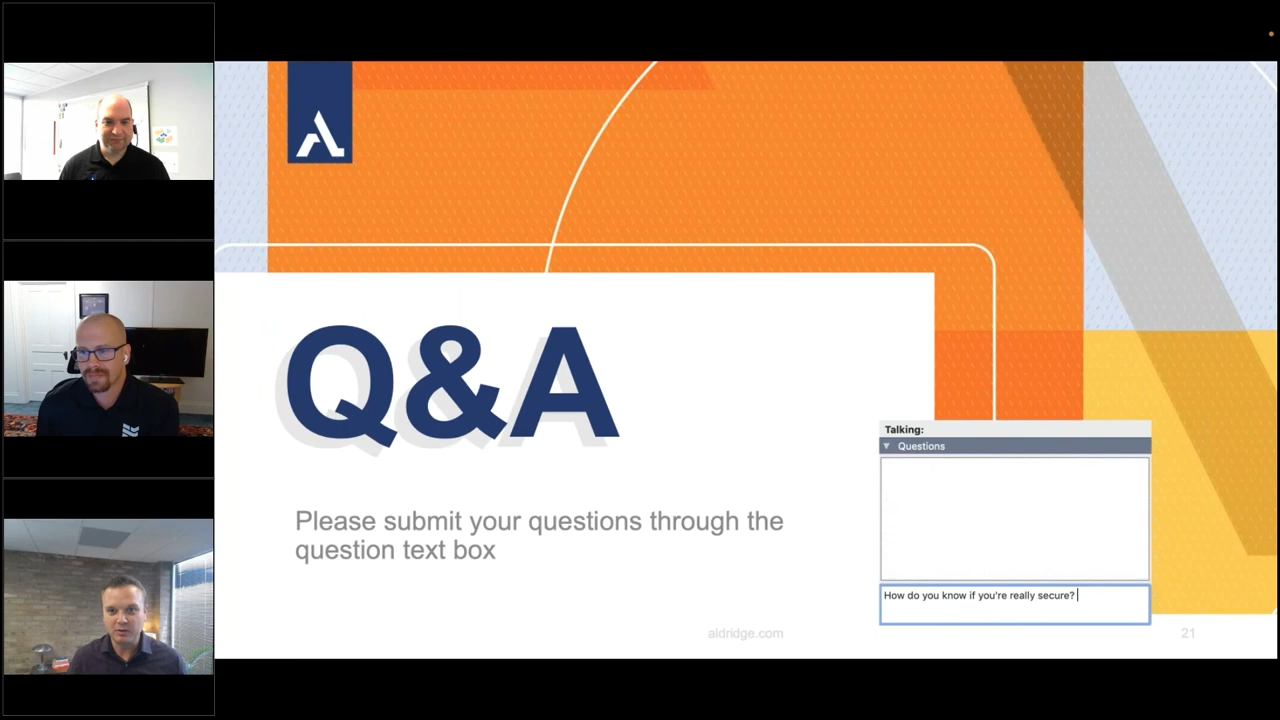 Q&A
Please submit your questions through the
question text box
Talking:
Questions
How do you know if you're really secure?
aldridge.com
21